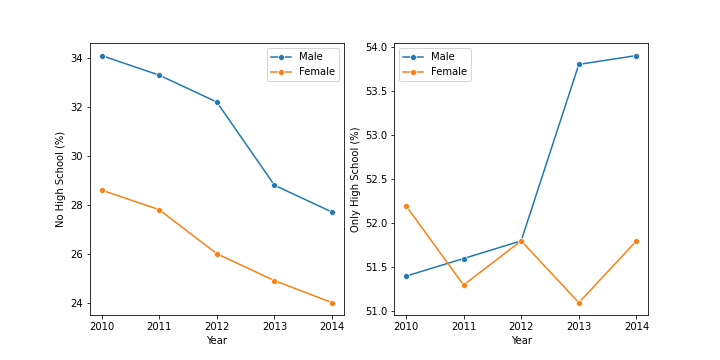 34
32
30
28
26
24
No High School (%)
2010 2011 2012 2013 2014
Year
Male
Female
54.0
53.5
53.0
52.5
52.0
51.5
51.0
Only High School (%)
2010 2011 2012 2013 2014
Year
Male
Female